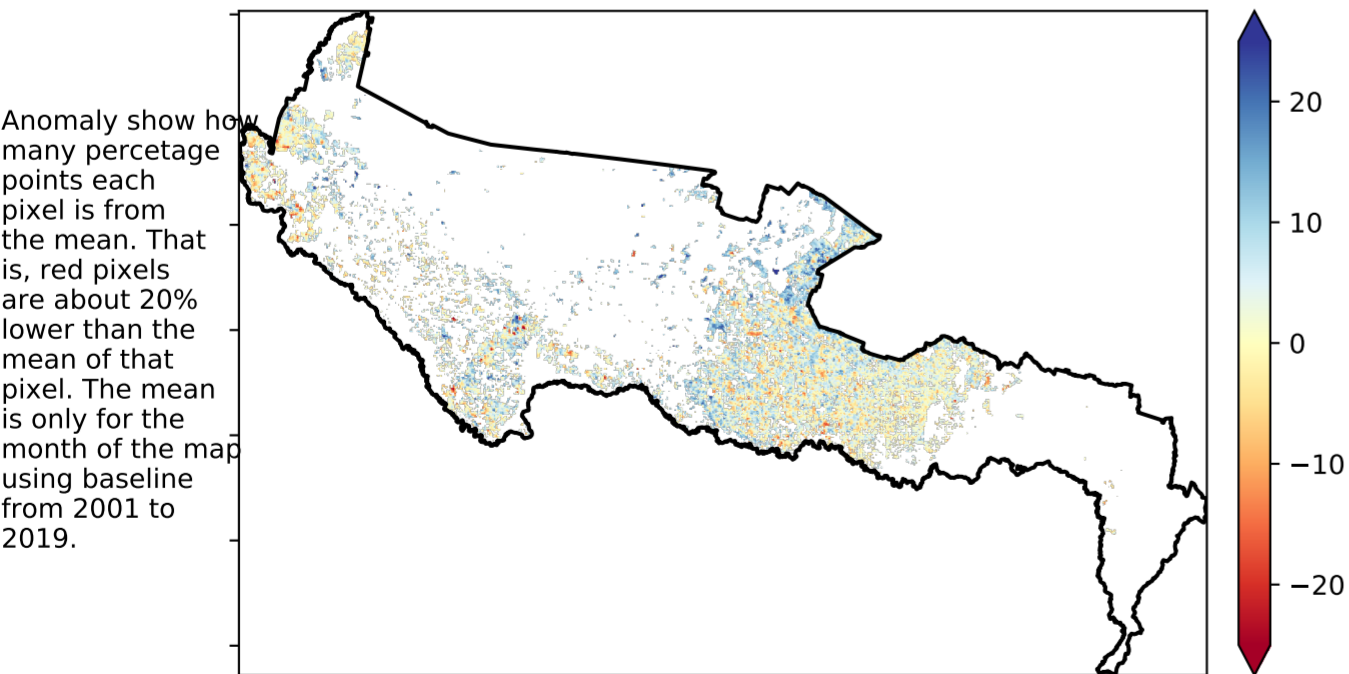 Anomaly show how
many percetage
points each
pixel is from
the mean. That
is, red pixels
are about 20%
lower than the
mean of that
pixel. The mean
is only for the
month of the map
using baseline
from 2001 to
2019.
20
10
0
−10
−20